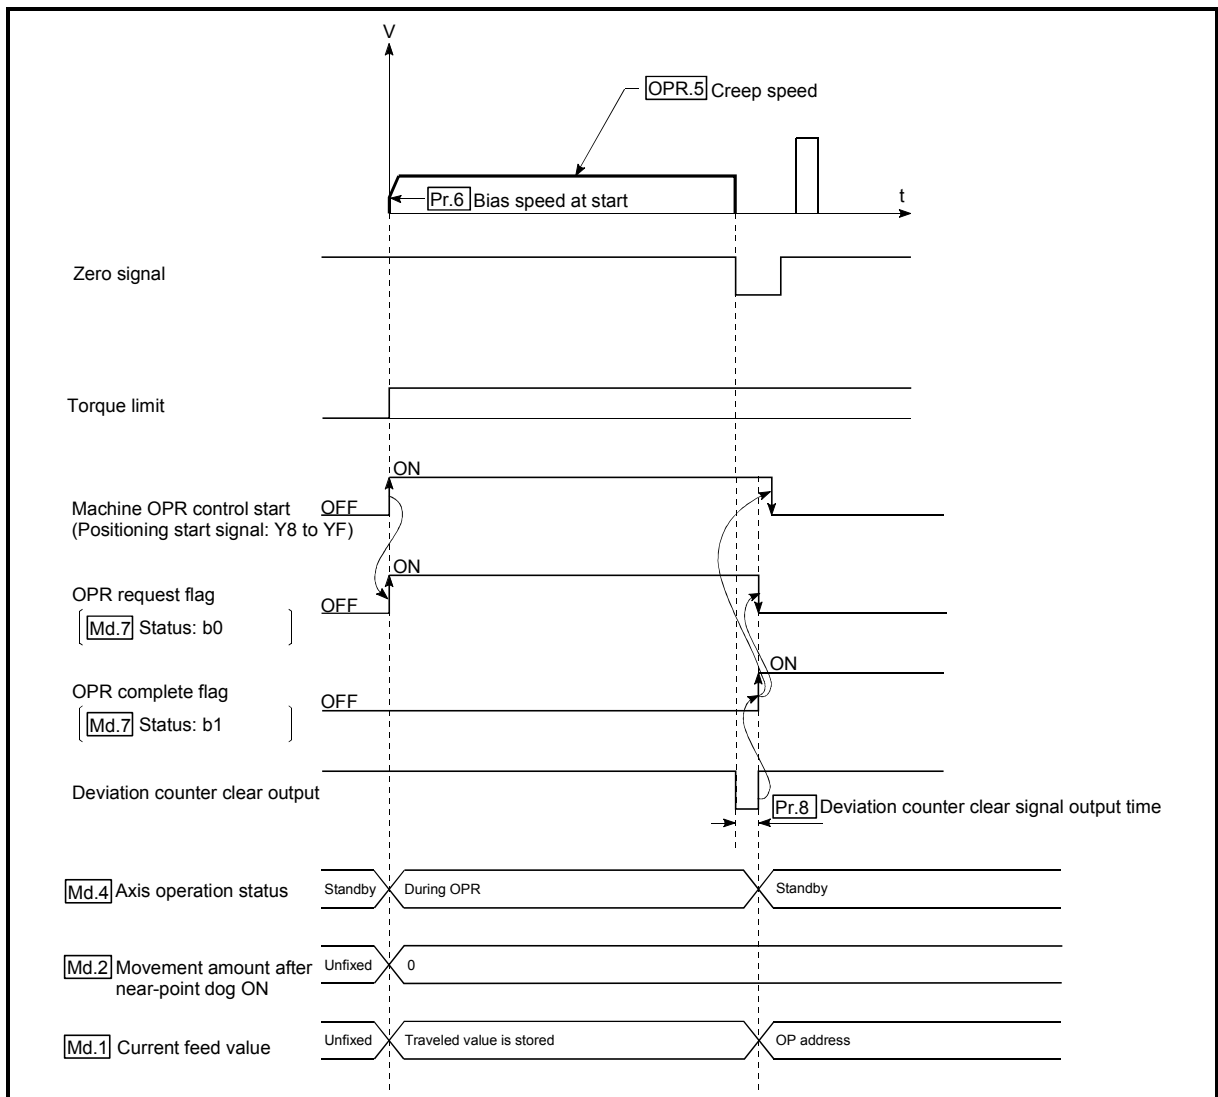 V
OPR.5 Creep speed
Pr.6 Bias speed at start
t
Zero signal
Torque limit
ON
Machine OPR control start
(Positioning start signal: Y8 to YF)
OFF
ON
OPR request flag
Md.7 Status: b0
OFF
ON
OPR complete flag
Md.7 Status: b1
OFF
Deviation counter clear output
Pr.8 Deviation counter clear signal output time
Md.4 Axis operation status
Standby
During OPR
Standby
Md.2 Movement amount after
near-point dog ON
Unfixed
0
Md.1 Current feed value
Unfixed
Traveled value is stored
OP address